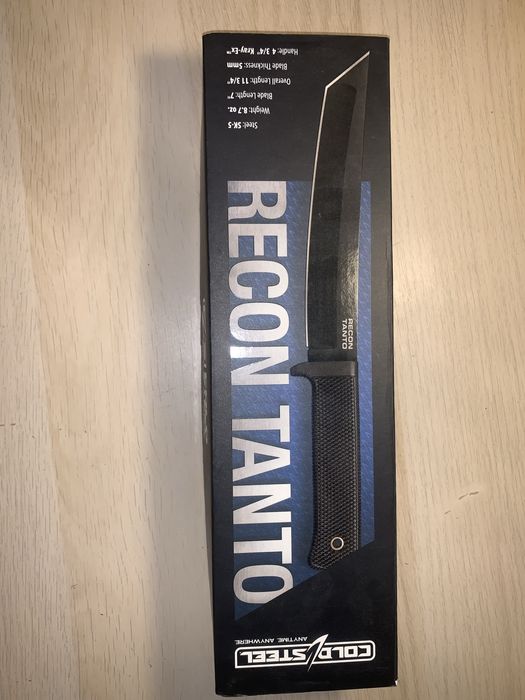 COLD STEEL
ANYTIME. ANYWHERE.
RECON TANTO
RECON
TANTO
Steel: SK-5
Weight: 8.7 oz.
Blade Length: 7"
Overall Length: 11 3/4"
Blade Thickness: 5mm
Handle: 4 3/4" Kray-Ex™